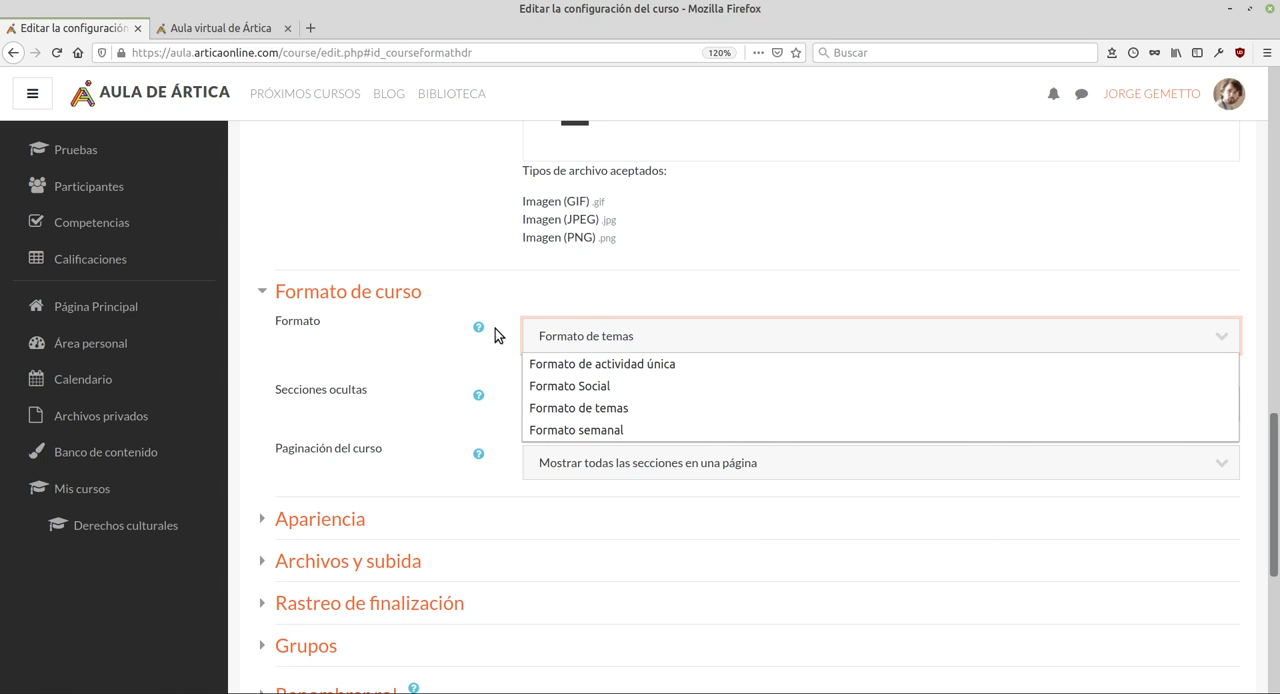 Editar la configuración del curso - Mozilla Firefox
Editar la configuración
Aula virtual de Ártica
https://aula.articaonline.com/course/edit.php#id_courseformathdr
120%
Buscar
AULA DE ÁRTICA
PRÓXIMOS CURSOS
BLOG
BIBLIOTECA
JORGE GEMETTO
Pruebas
Participantes
Competencias
Calificaciones
Página Principal
Área personal
Calendario
Archivos privados
Banco de contenido
Mis cursos
Derechos culturales
Tipos de archivo aceptados:
Imagen (GIF) .gif
Imagen (JPEG) .jpg
Imagen (PNG) .png
Formato de curso
Formato
Formato de temas
Formato de actividad única
Formato Social
Formato de temas
Formato semanal
Secciones ocultas
Paginación del curso
Mostrar todas las secciones en una página
Apariencia
Archivos y subida
Rastreo de finalización
Grupos
Renombrar rol